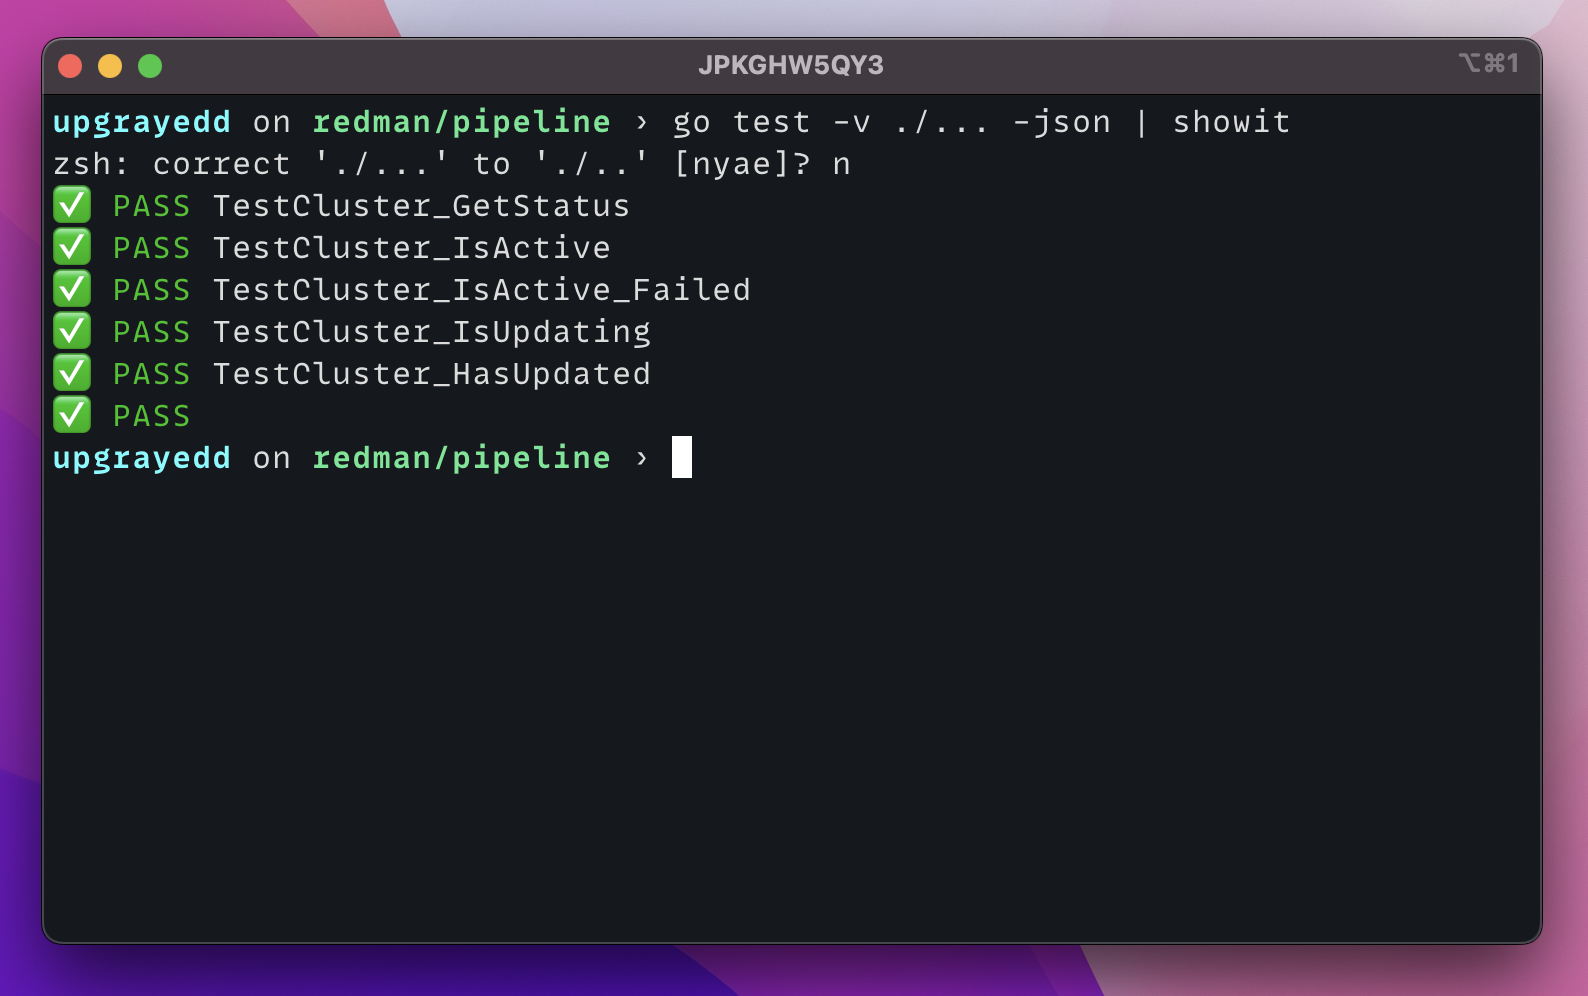 JPKGHW5QY3
⌥⌘1
upgrayedd on redman/pipeline › go test -v ./... -json | showit
zsh: correct './...' to './..' [nyae]? n
✅ PASS TestCluster_GetStatus
✅ PASS TestCluster_IsActive
✅ PASS TestCluster_IsActive_Failed
✅ PASS TestCluster_IsUpdating
✅ PASS TestCluster_HasUpdated
✅ PASS
upgrayedd on redman/pipeline ›